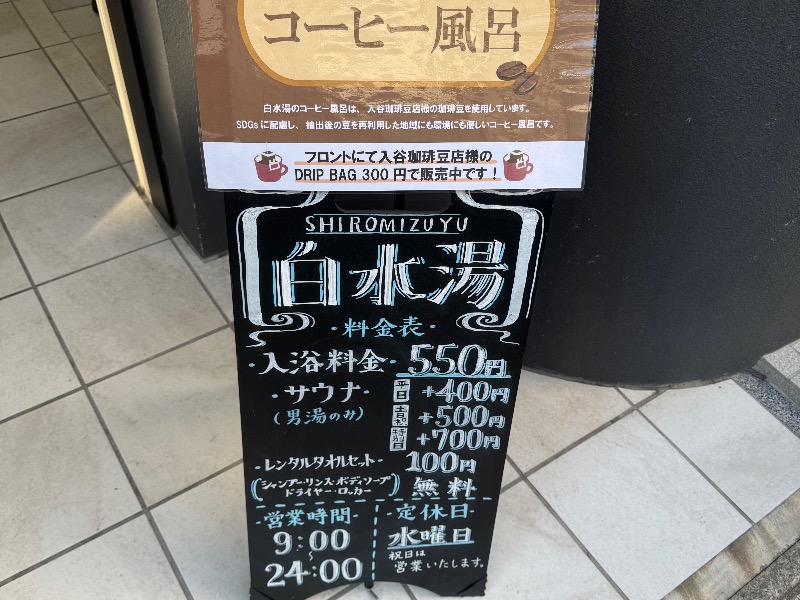 コーヒー風呂
白水湯のコーヒー風呂は、入谷珈琲豆店様の珈琲豆を使用しています。
SDGsに配慮し、抽出後の豆を再利用した地域にも環境にも優しいコーヒー風呂です。
フロントにて入谷珈琲豆店様の
DRIP BAG 300 円で販売中です!
SHIROMIZUYU
白水湯
・料金表・
・入浴料金・ 550円
・サウナ・ 平日 +400円
(男湯のみ) 土日祝 +500円
特別日 +700円
・レンタルタオルセット・ 100円
(シャンプー・リンス・ボディソープ
ドライヤー・ロッカー) 無料
・営業時間・
9:00
~
24:00
・定休日・
水曜日
祝日は
営業いたします。